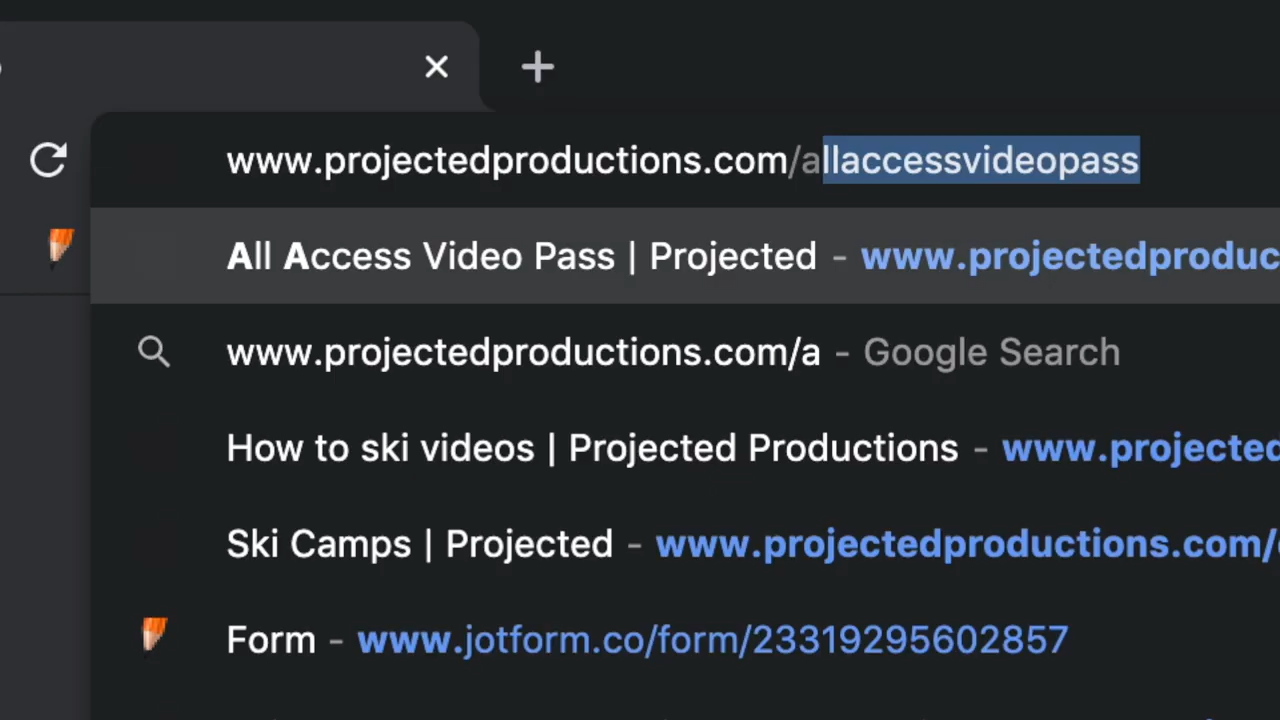 www.projectedproductions.com/allaccessvideopass
All Access Video Pass | Projected - www.projectedproduc
www.projectedproductions.com/a - Google Search
How to ski videos | Projected Productions - www.projected
Ski Camps | Projected - www.projectedproductions.com/
Form - www.jotform.co/form/23319295602857